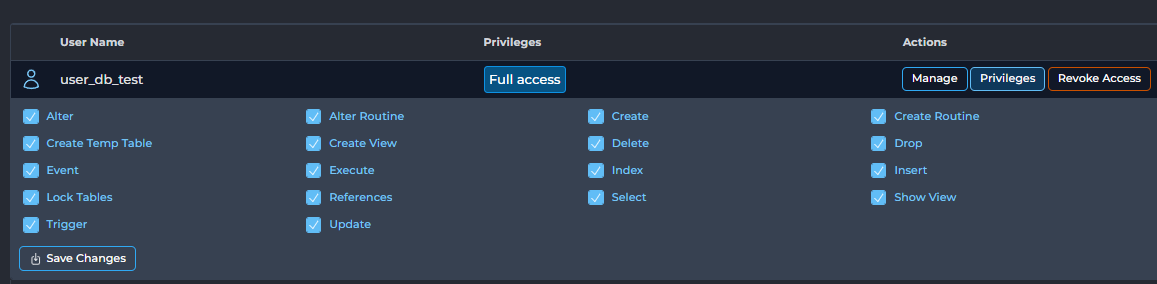 User Name Privileges Actions
user_db_test Full access Manage Privileges Revoke Access
Alter Alter Routine Create Create Routine
Create Temp Table Create View Delete Drop
Event Execute Index Insert
Lock Tables References Select Show View
Trigger Update
Save Changes